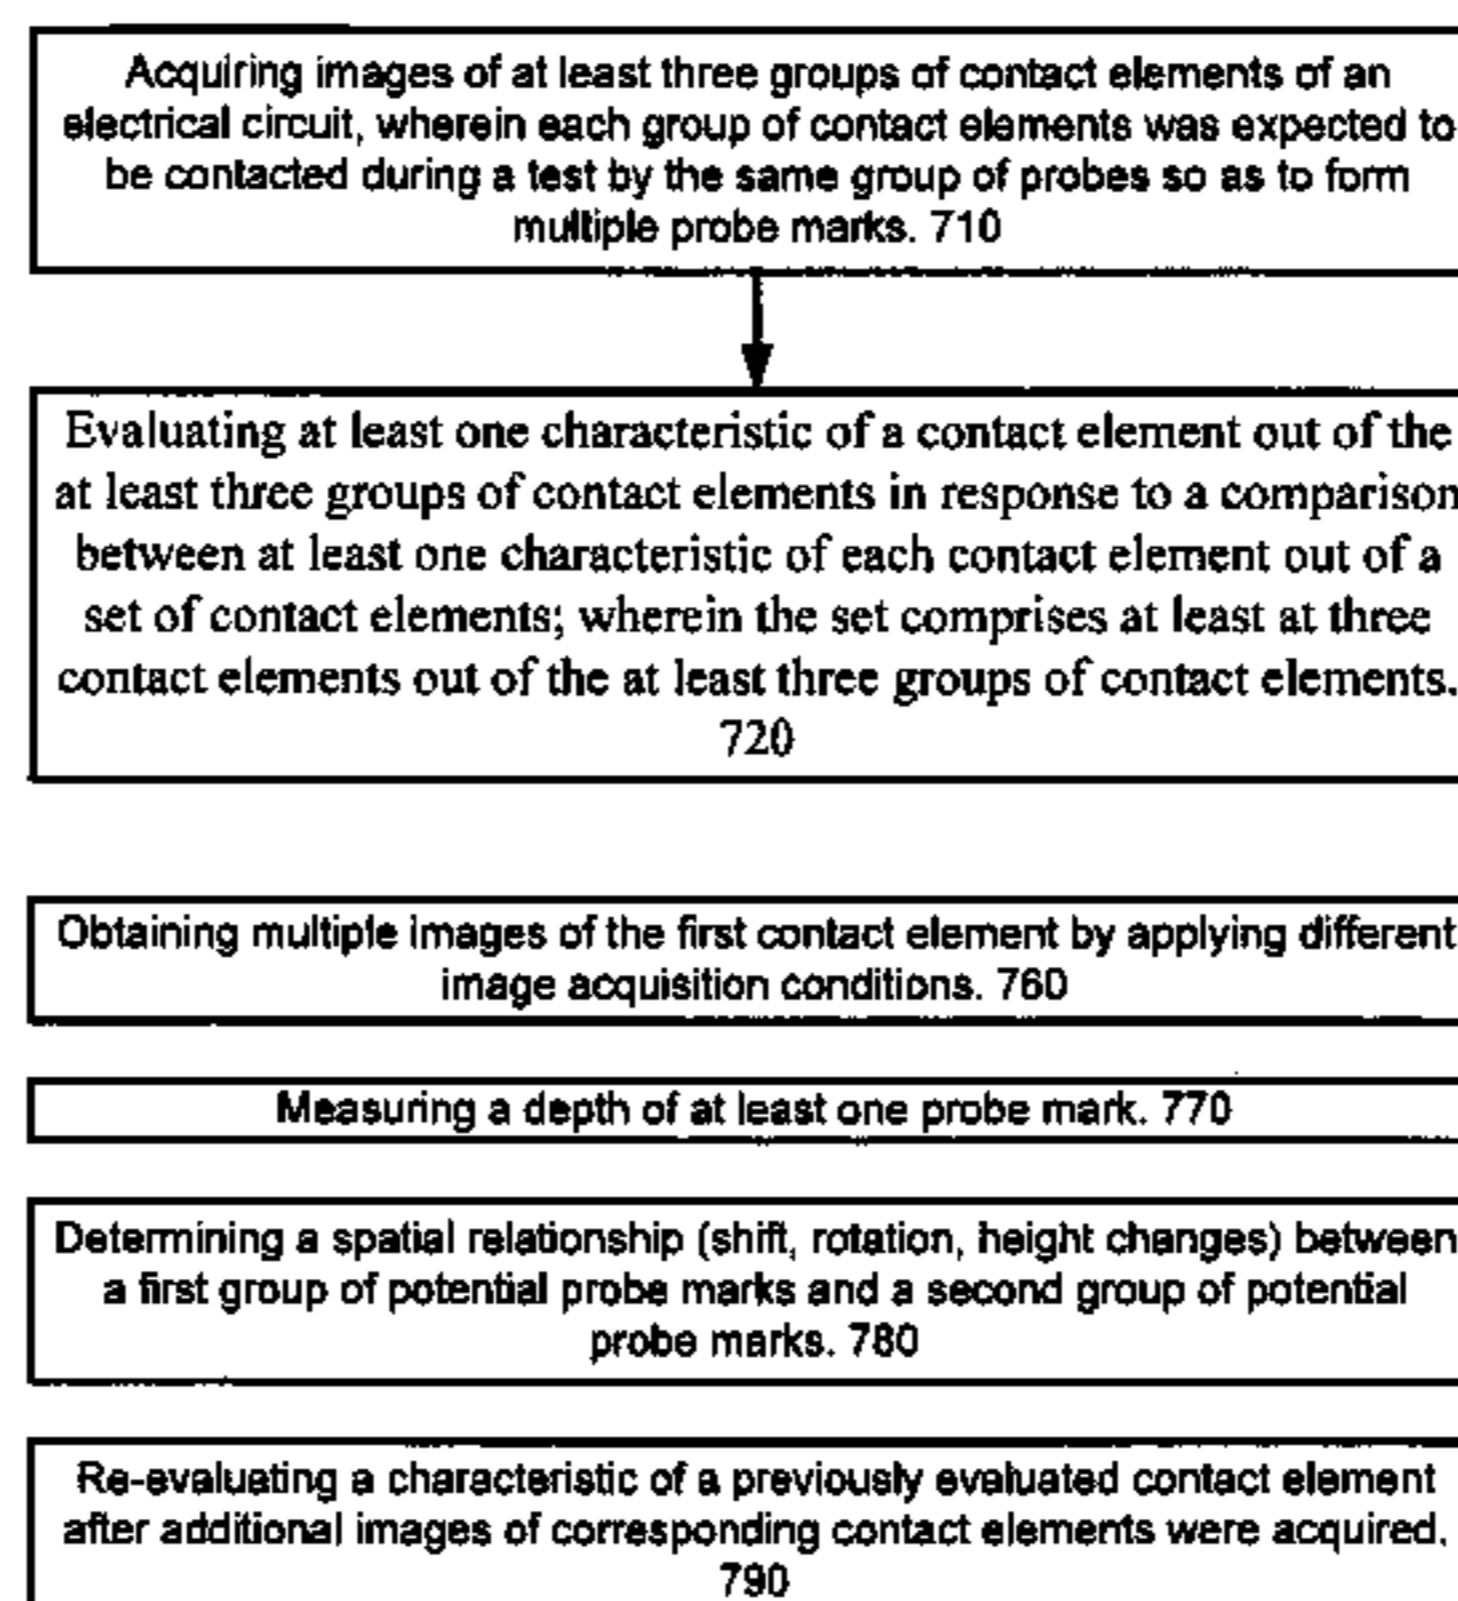 Acquiring images of at least three groups of contact elements of an
electrical circuit, wherein each group of contact elements was expected to
be contacted during a test by the same group of probes so as to form
multiple probe marks. 710
Evaluating at least one characteristic of a contact element out of the
at least three groups of contact elements in response to a comparison
between at least one characteristic of each contact element out of a
set of contact elements; wherein the set comprises at least at three
contact elements out of the at least three groups of contact elements.
720
Obtaining multiple images of the first contact element by applying different
image acquisition conditions. 760
Measuring a depth of at least one probe mark. 770
Determining a spatial relationship (shift, rotation, height changes) between
a first group of potential probe marks and a second group of potential
probe marks. 780
Re-evaluating a characteristic of a previously evaluated contact element
after additional images of corresponding contact elements were acquired.
790